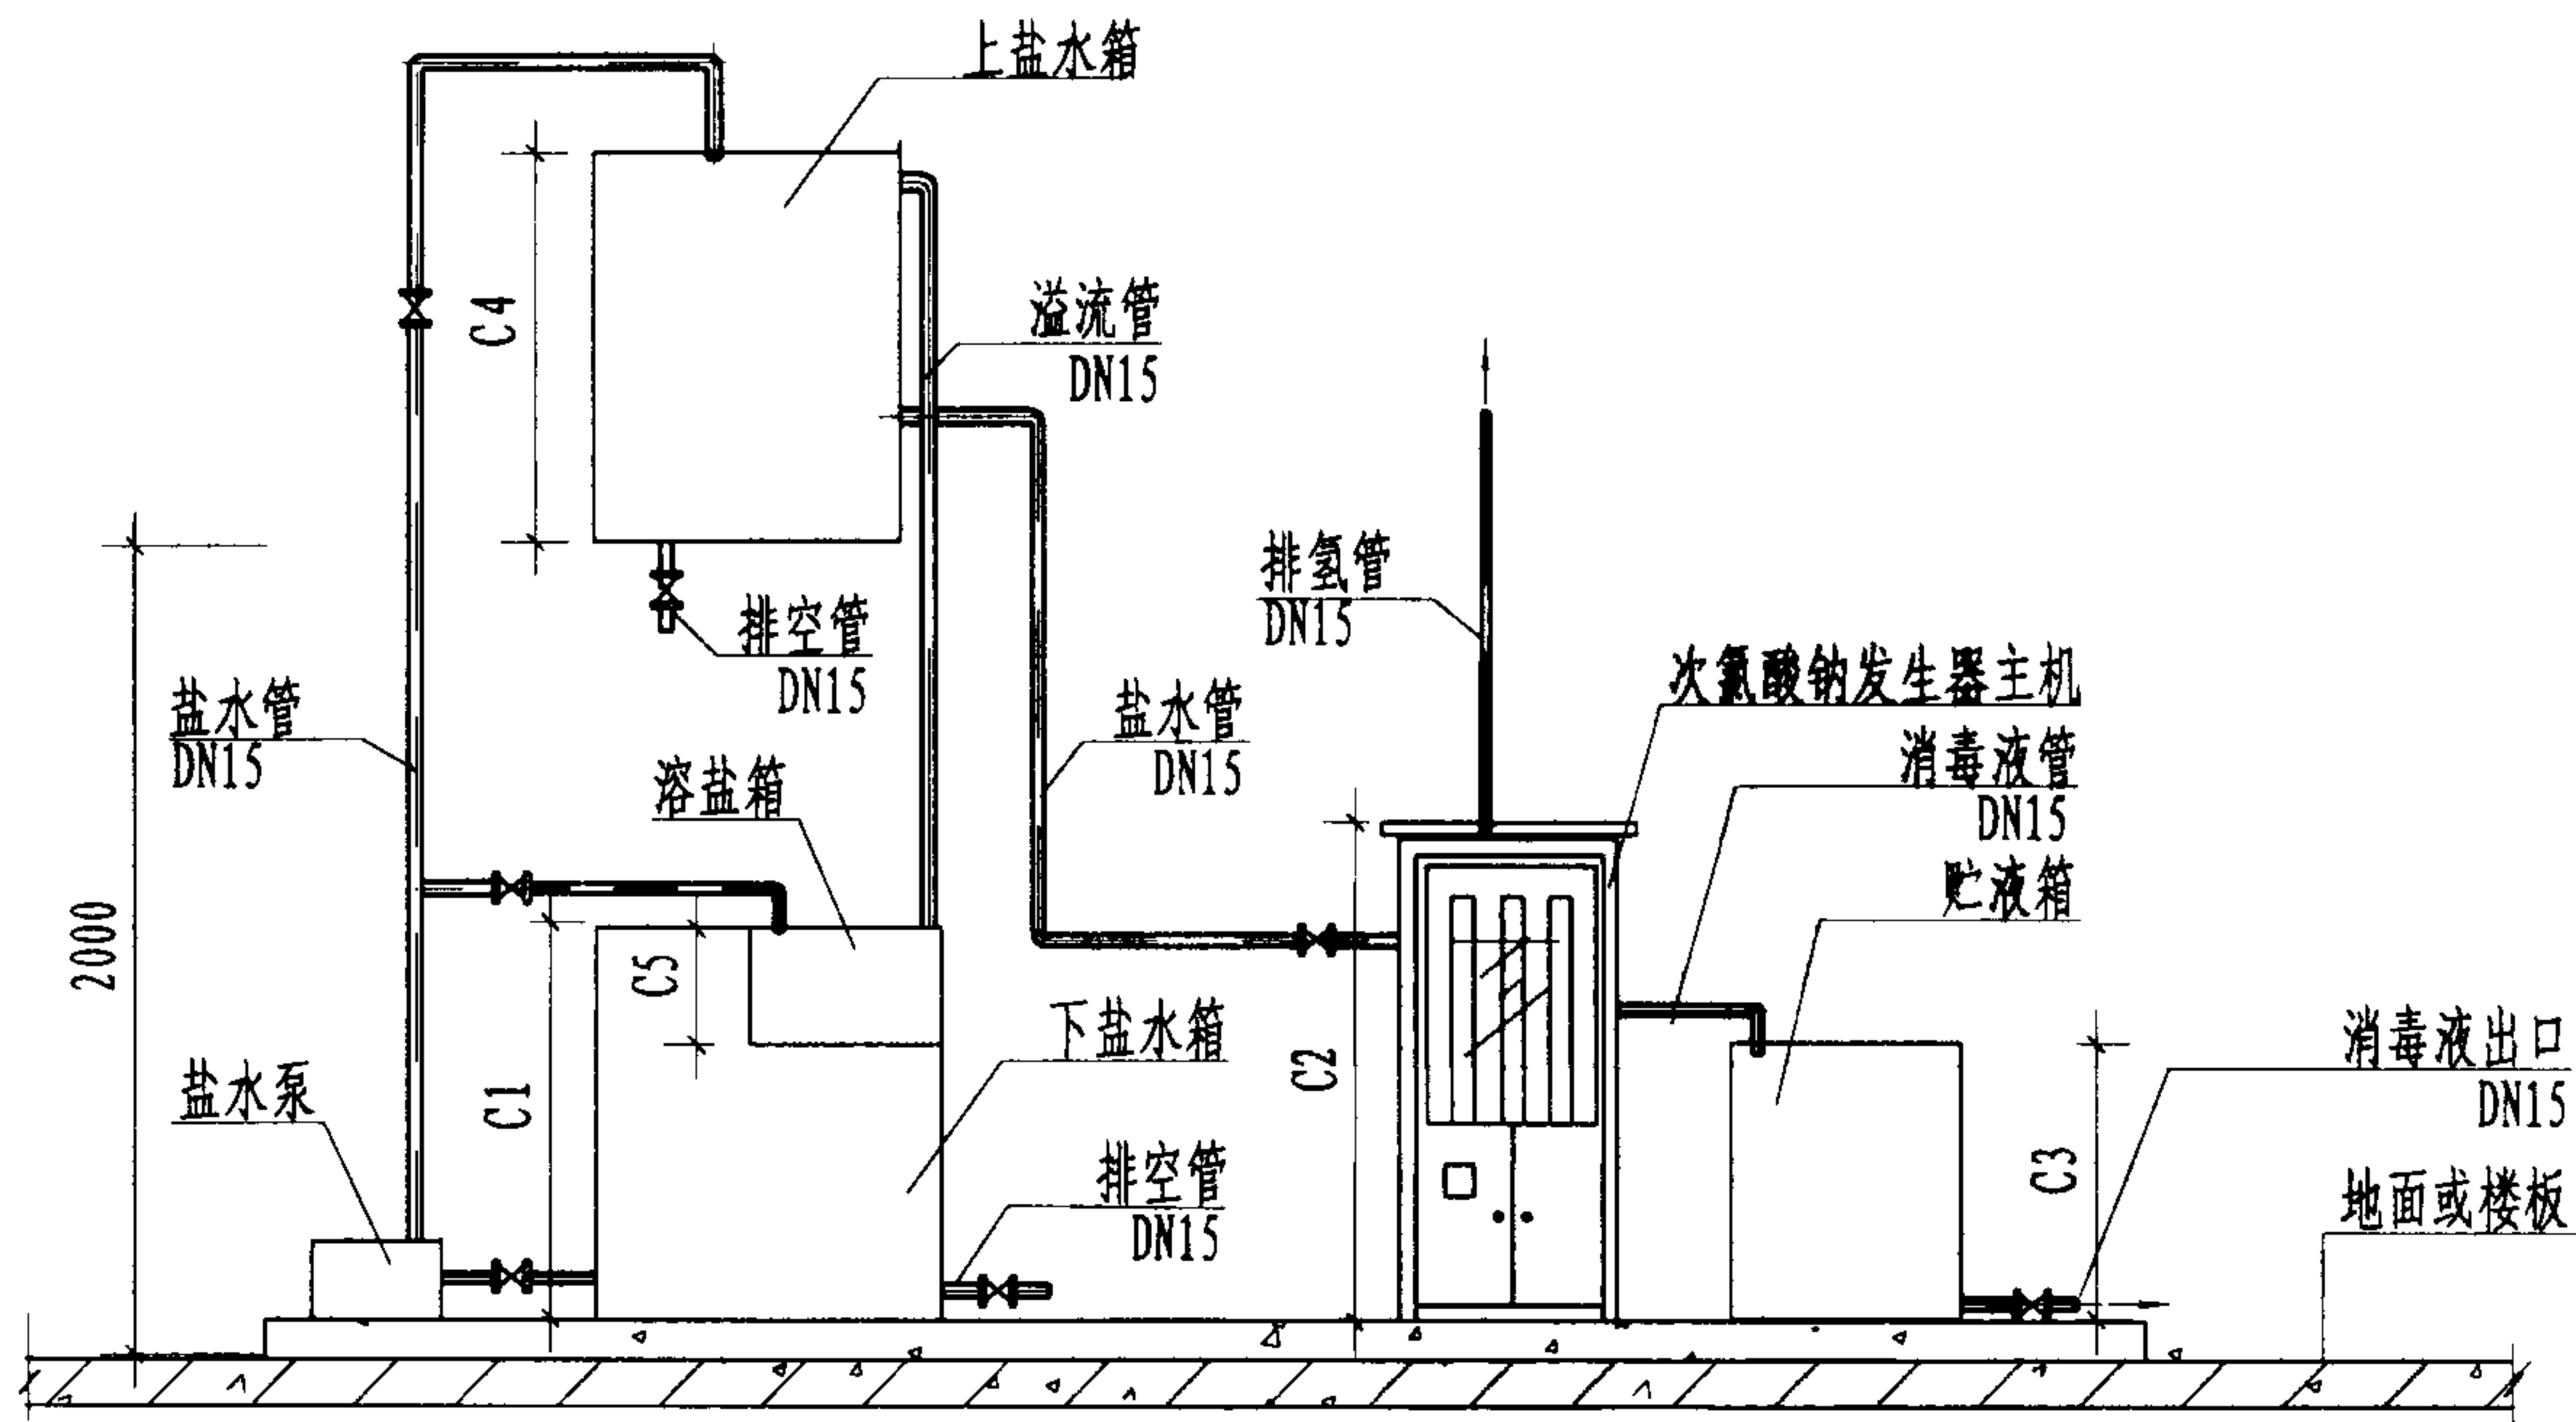 上盐水箱
C4
溢流管
DN15
排氢管
DN15
排空管
DN15
次氯酸钠发生器主机
盐水管
DN15
盐水管
DN15
消毒液管
DN15
溶盐箱
贮液箱
2000
C5
下盐水箱
C2
消毒液出口
DN15
盐水泵
C1
排空管
DN15
C3
地面或楼板